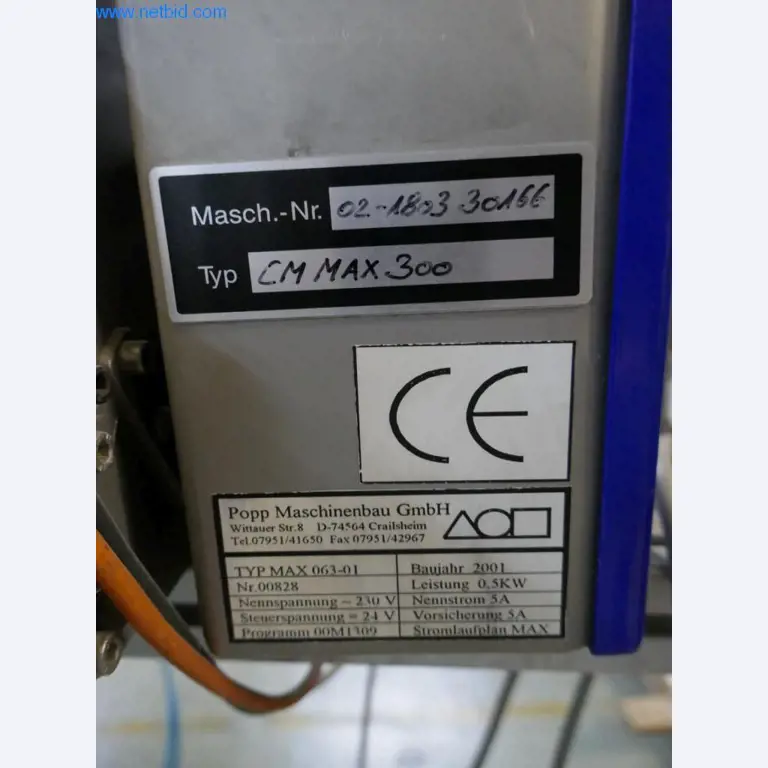 www.netbid.com
Masch.-Nr. 02-1803 30166
Typ CM MAX 300
CE
Popp Maschinenbau GmbH
Wittauer Str.8 D-74564 Crailsheim
Tel.07951/41650 Fax 07951/42967
TYP MAX 063-01 Baujahr 2001
Nr.00828 Leistung 0,5KW
Nennspannung ~ 230 V Nennstrom 5A
Steuerspannung = 24 V Vorsicherung 5A
Programm 00M1309 Stromlaufplan MAX